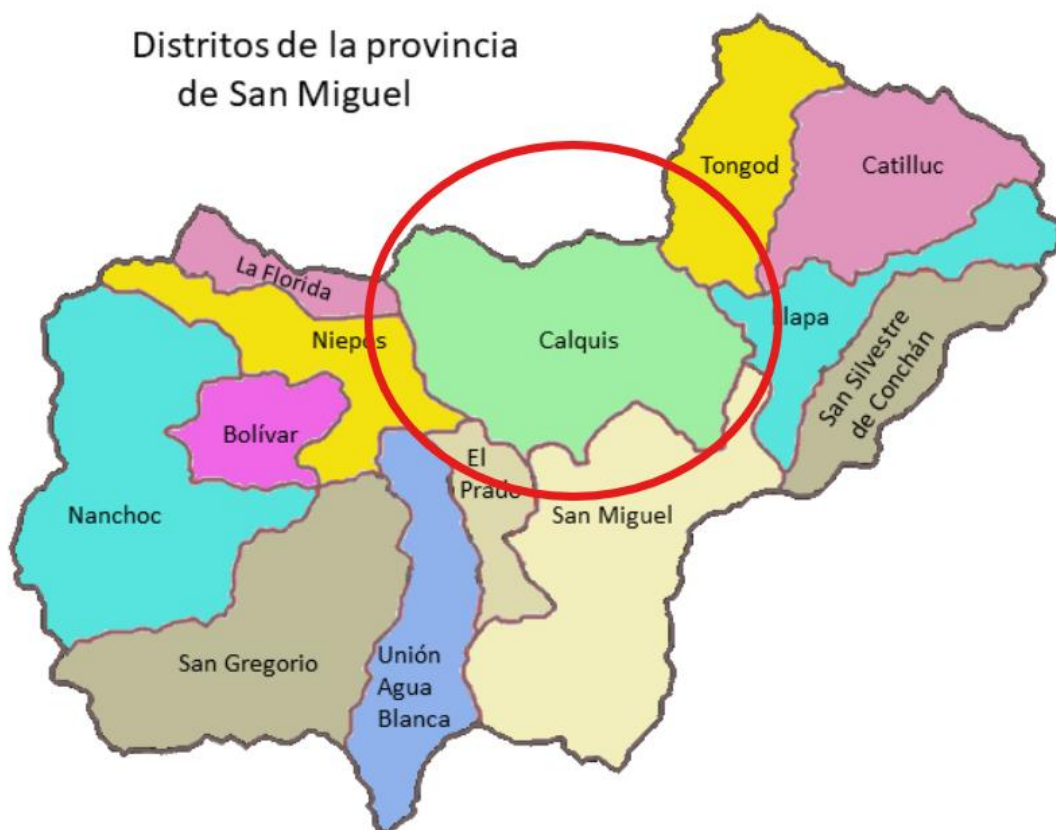 Distritos de la provincia
de San Miguel
Tongod
Catilluc
La Florida
Niepos
Calquis
Llapa
San Silvestre
de Conchán
Bolívar
El
Prado
Nanchoc
San Miguel
San Gregorio
Unión
Agua
Blanca